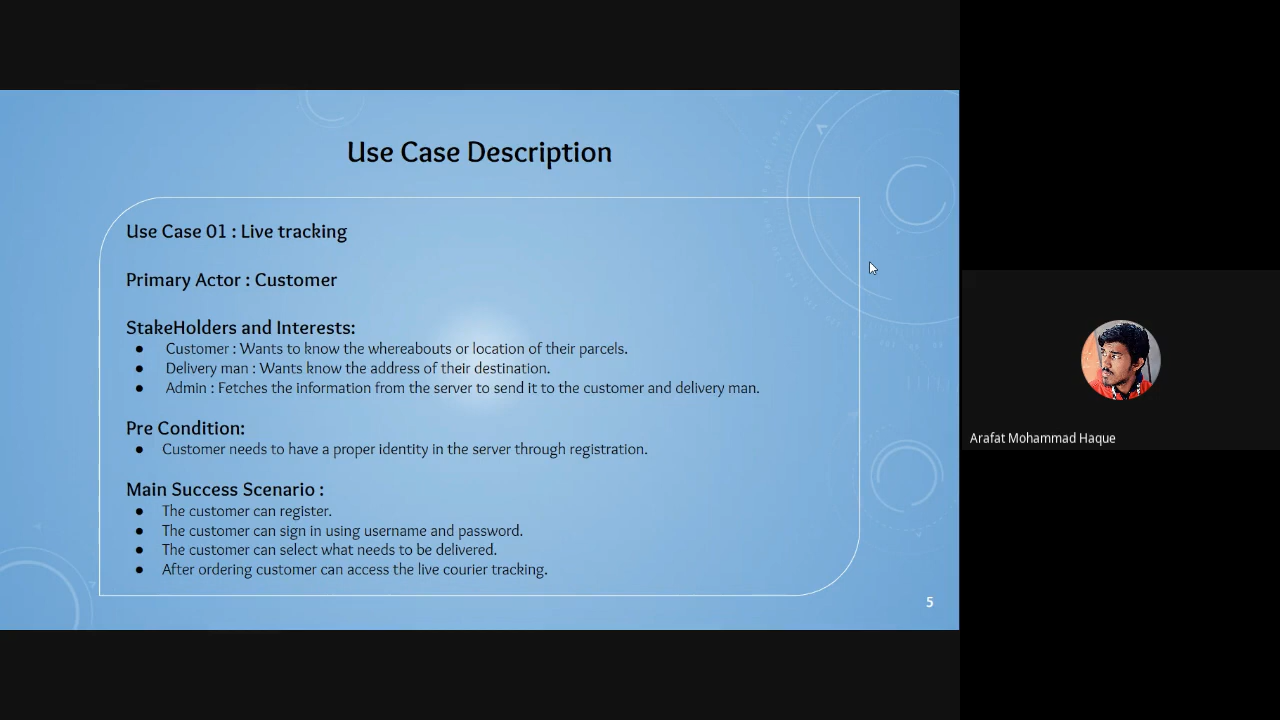 Use Case Description
Use Case 01 : Live tracking
Primary Actor : Customer
StakeHolders and Interests:
● Customer : Wants to know the whereabouts or location of their parcels.
● Delivery man : Wants know the address of their destination.
● Admin : Fetches the information from the server to send it to the customer and delivery man.
Pre Condition:
● Customer needs to have a proper identity in the server through registration.
Main Success Scenario :
● The customer can register.
● The customer can sign in using username and password.
● The customer can select what needs to be delivered.
● After ordering customer can access the live courier tracking.
5
Arafat Mohammad Haque